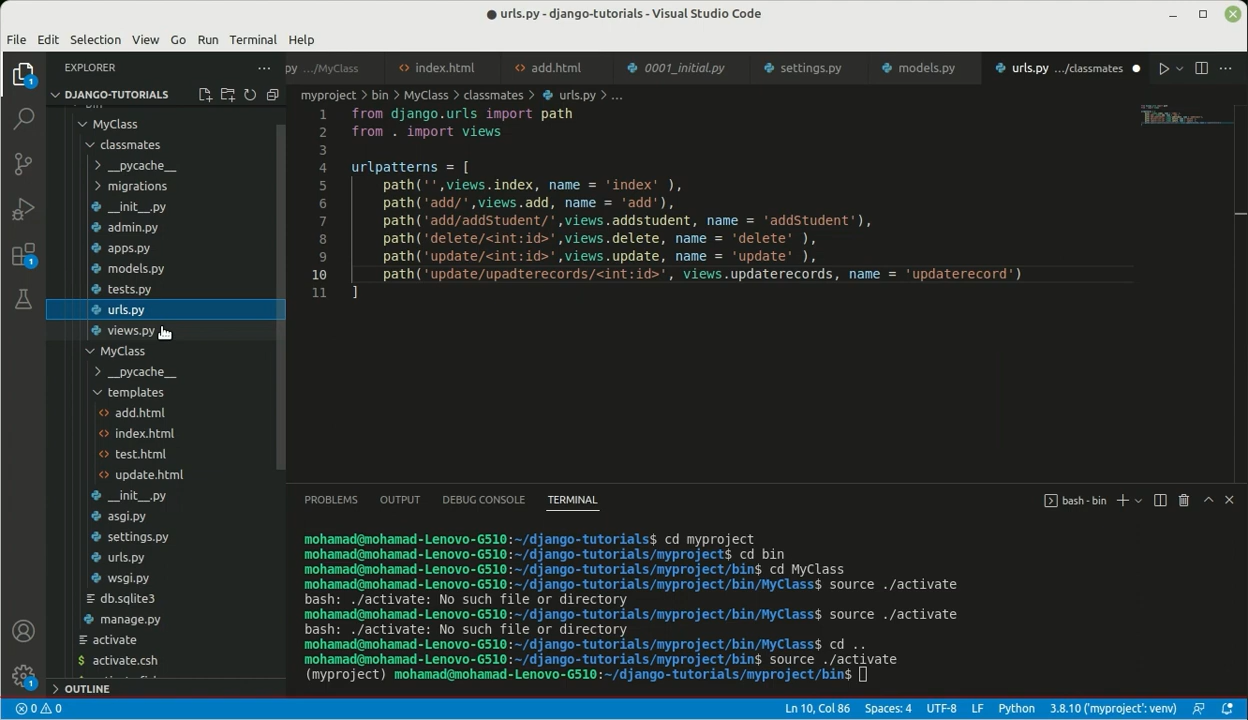 ● urls.py - django-tutorials - Visual Studio Code
File Edit Selection View Go Run Terminal Help
EXPLORER ...
py .../MyClass index.html add.html 0001_initial.py settings.py models.py urls.py .../classmates
DJANGO-TUTORIALS
myproject > bin > MyClass > classmates > urls.py > ...
MyClass
classmates
__pycache__
migrations
__init__.py
admin.py
apps.py
models.py
tests.py
urls.py
views.py
MyClass
__pycache__
templates
add.html
index.html
test.html
update.html
__init__.py
asgi.py
settings.py
urls.py
wsgi.py
db.sqlite3
manage.py
activate
$ activate.csh
OUTLINE
1 from django.urls import path
2 from . import views
3
4 urlpatterns = [
5 path('',views.index, name = 'index' ),
6 path('add/',views.add, name = 'add'),
7 path('add/addStudent/',views.addstudent, name = 'addStudent'),
8 path('delete/<int:id>',views.delete, name = 'delete' ),
9 path('update/<int:id>',views.update, name = 'update' ),
10 path('update/upadterecords/<int:id>', views.updaterecords, name = 'updaterecord')
11 ]
PROBLEMS OUTPUT DEBUG CONSOLE TERMINAL
bash - bin
mohamad@mohamad-Lenovo-G510:~/django-tutorials$ cd myproject
mohamad@mohamad-Lenovo-G510:~/django-tutorials/myproject$ cd bin
mohamad@mohamad-Lenovo-G510:~/django-tutorials/myproject/bin$ cd MyClass
mohamad@mohamad-Lenovo-G510:~/django-tutorials/myproject/bin/MyClass$ source ./activate
bash: ./activate: No such file or directory
mohamad@mohamad-Lenovo-G510:~/django-tutorials/myproject/bin/MyClass$ source ./activate
bash: ./activate: No such file or directory
mohamad@mohamad-Lenovo-G510:~/django-tutorials/myproject/bin/MyClass$ cd ..
mohamad@mohamad-Lenovo-G510:~/django-tutorials/myproject/bin$ source ./activate
(myproject) mohamad@mohamad-Lenovo-G510:~/django-tutorials/myproject/bin$
0 0 Ln 10, Col 86 Spaces: 4 UTF-8 LF Python 3.8.10 ('myproject': venv)